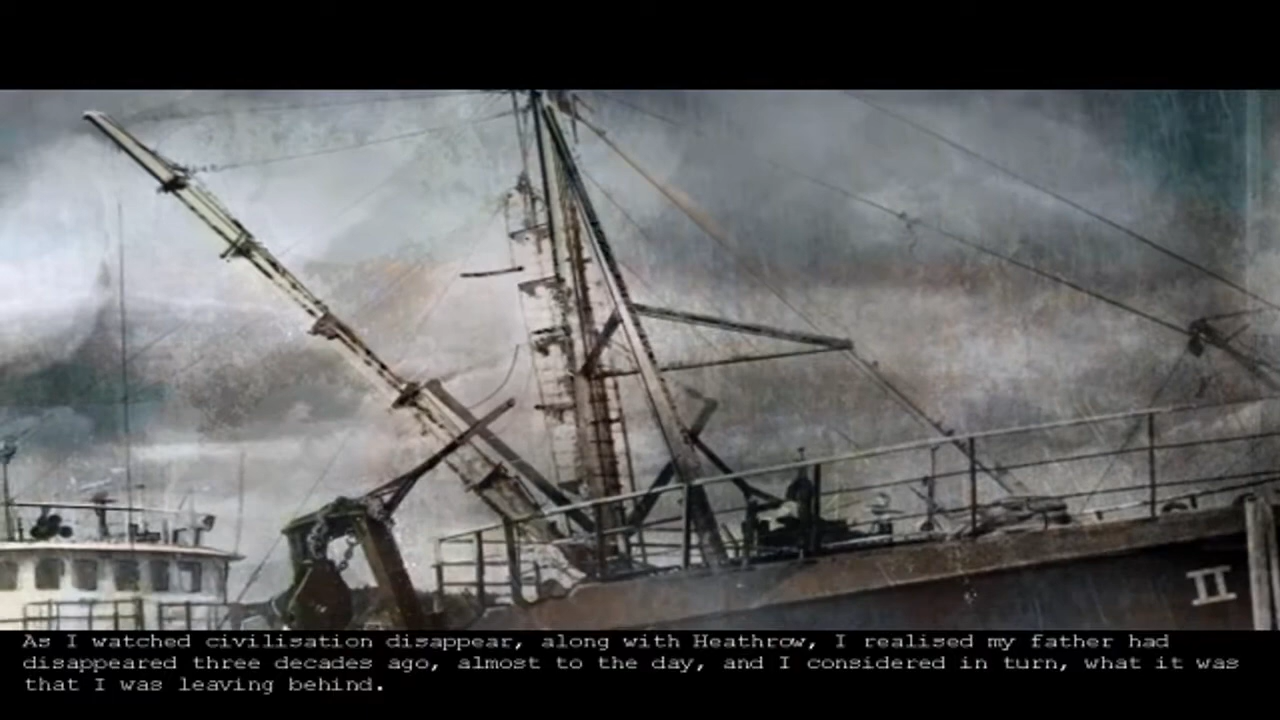 II
As I watched civilisation disappear, along with Heathrow, I realised my father had
disappeared three decades ago, almost to the day, and I considered in turn, what it was
that I was leaving behind.